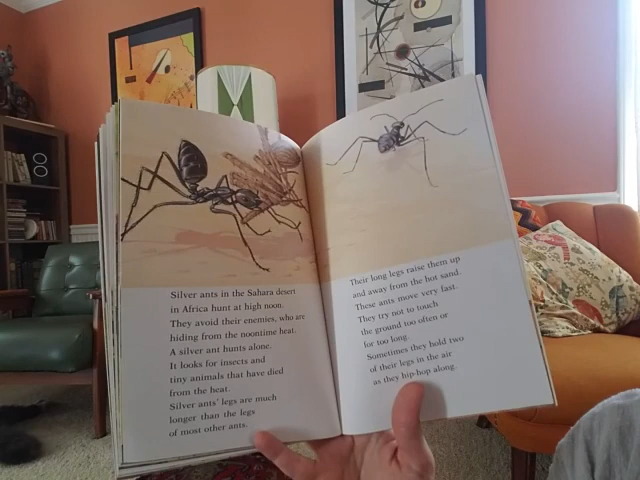 Silver ants in the Sahara desert
in Africa hunt at high noon.
They avoid their enemies, who are
hiding from the noontime heat.
A silver ant hunts alone.
It looks for insects and
tiny animals that have died
from the heat.
Silver ants' legs are much
longer than the legs
of most other ants.
Their long legs raise them up
and away from the hot sand.
These ants move very fast.
They try not to touch
the ground too often or
for too long.
Sometimes they hold two
of their legs in the air
as they hip-hop along.